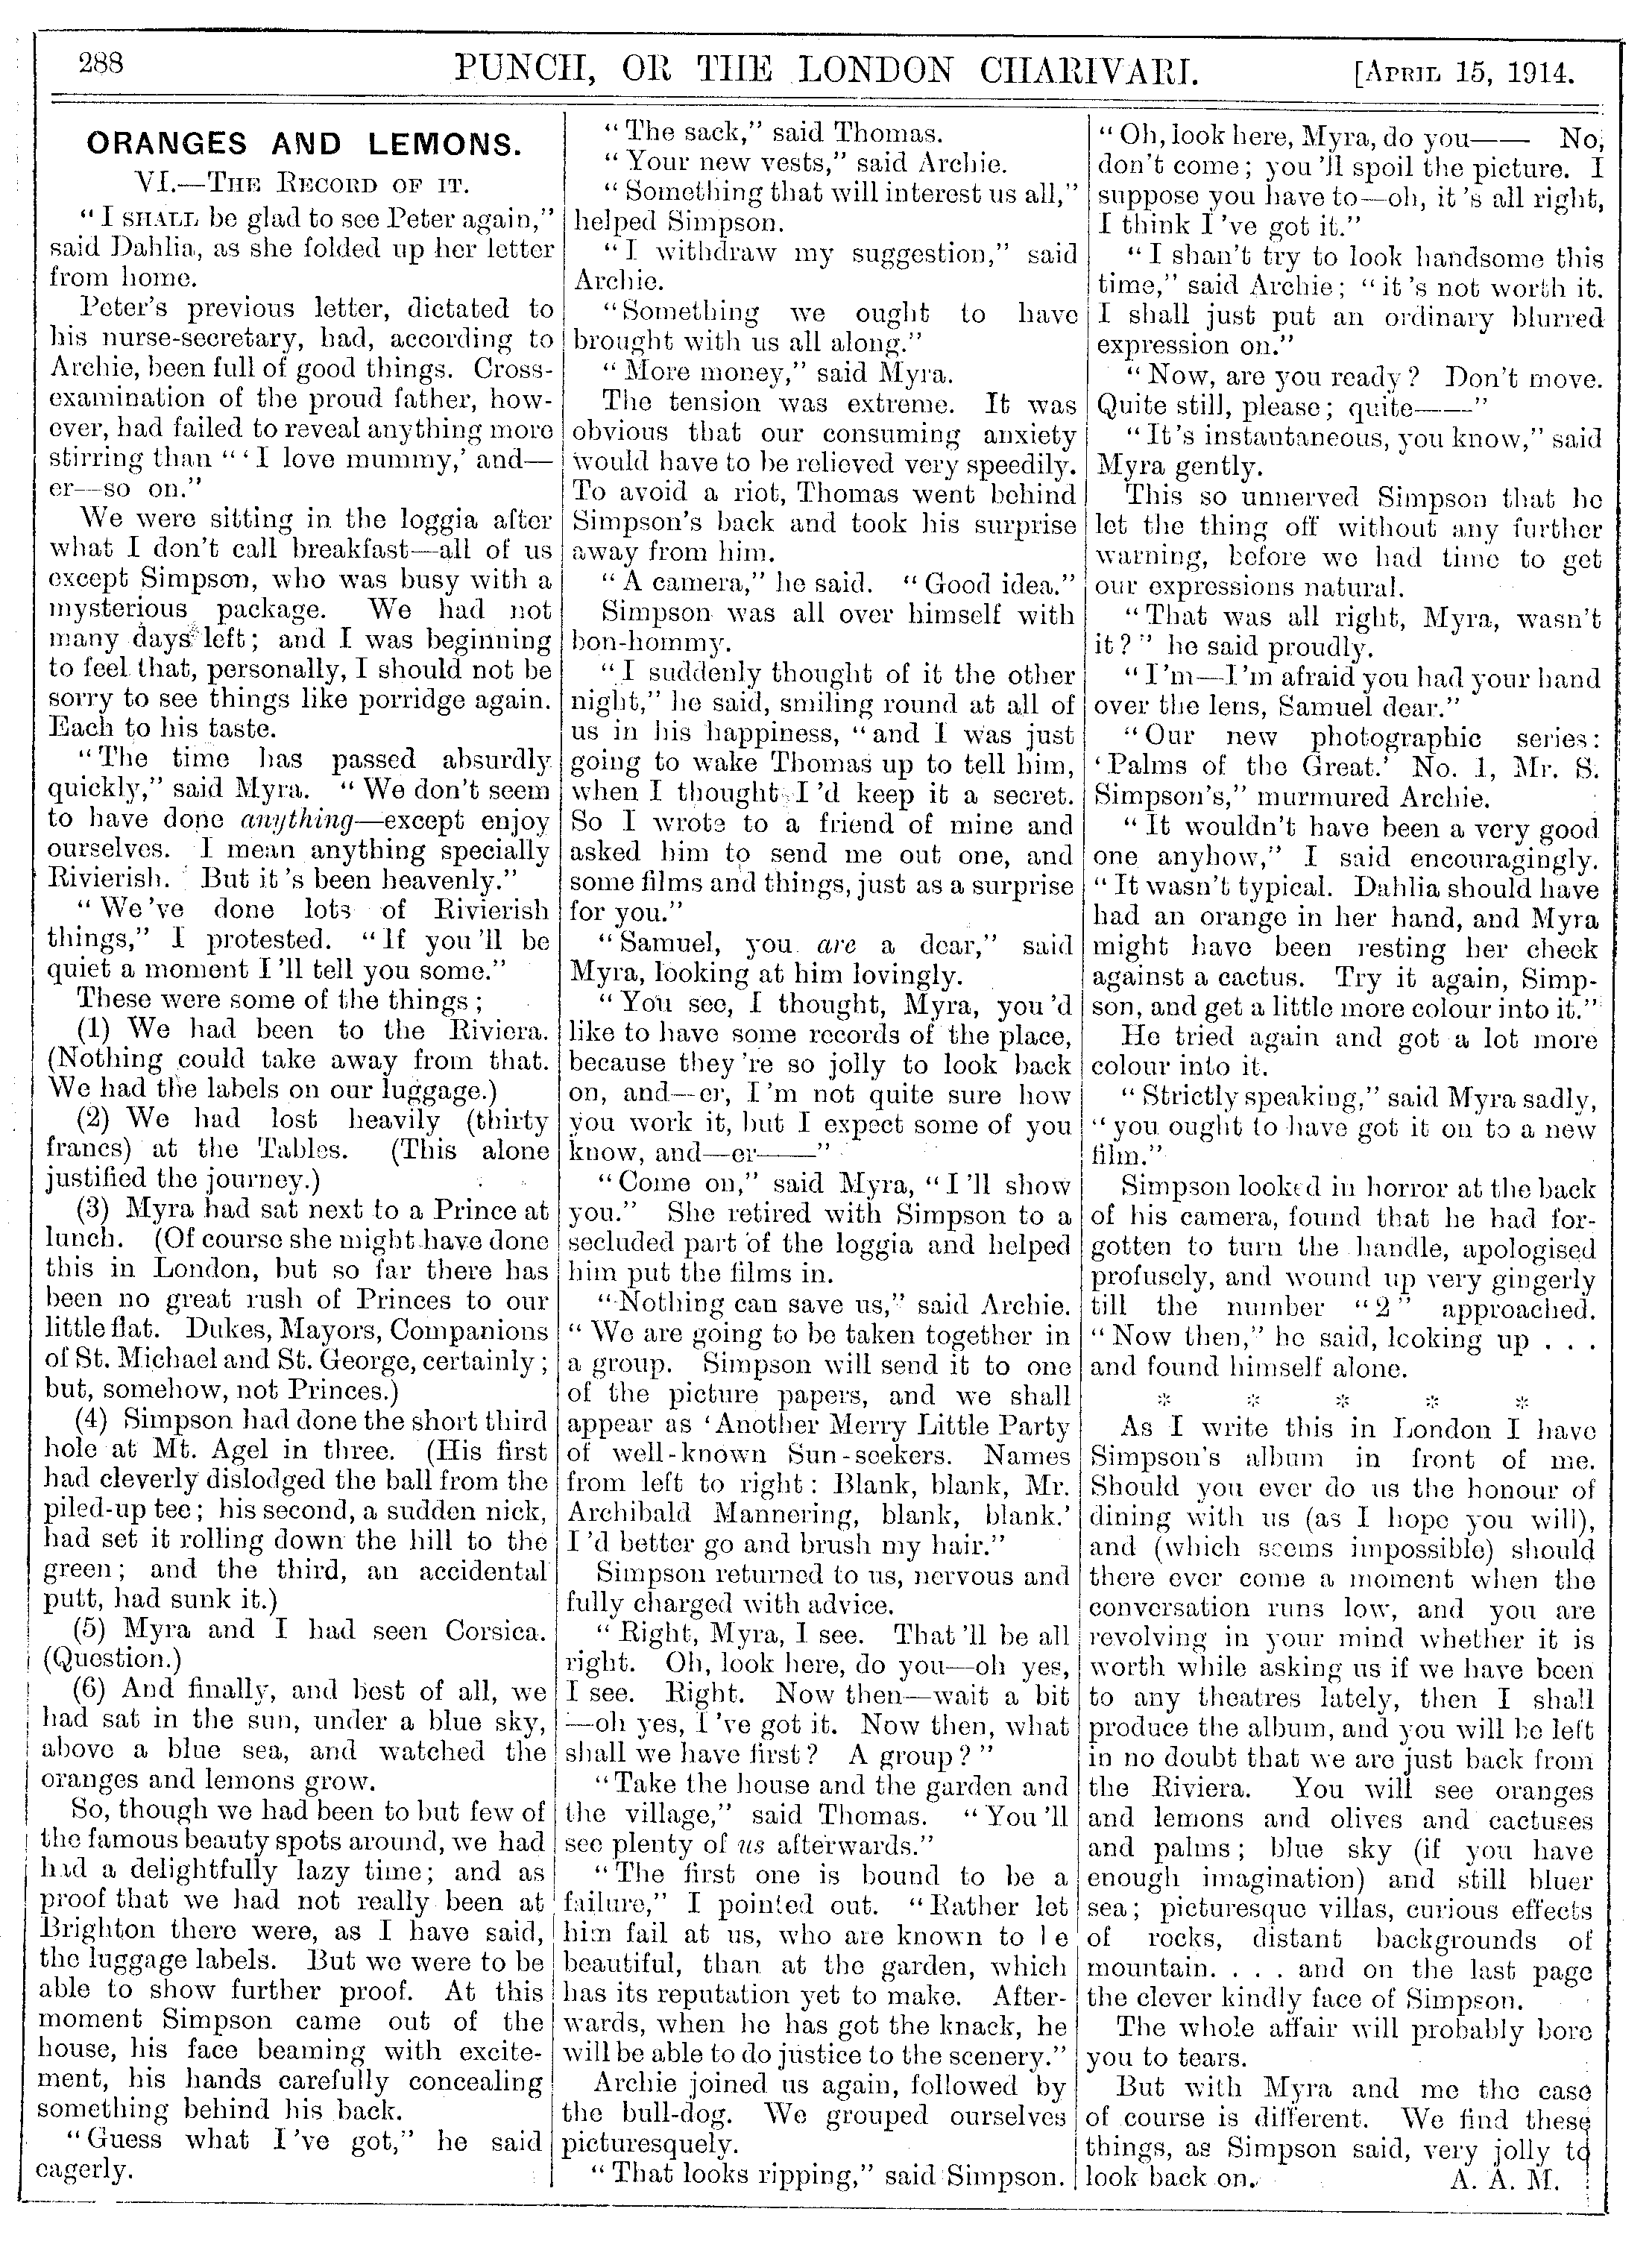 288
PUNCH, OR THE LONDON CHARIVARI.
[APRIL 15, 1914.
ORANGES AND LEMONS.
VI.—THE RECORD OF IT.
"I SHALL be glad to see Peter again,"
said Dahlia, as she folded up her letter
from home.
Peter's previous letter, dictated to
his nurse-secretary, had, according to
Archie, been full of good things. Cross-
examination of the proud father, how-
ever, had failed to reveal anything more
stirring than "'I love mummy,' and—
er—so on."
We were sitting in the loggia after
what I don't call breakfast—all of us
except Simpson, who was busy with a
mysterious package. We had not
many days left; and I was beginning
to feel that, personally, I should not be
sorry to see things like porridge again.
Each to his taste.
"The time has passed absurdly
quickly," said Myra. "We don't seem
to have done anything—except enjoy
ourselves. I mean anything specially
Rivierish. But it's been heavenly."
"We've done lots of Rivierish
things," I protested. "If you'll be
quiet a moment I'll tell you some."
These were some of the things;
(1) We had been to the Riviera.
(Nothing could take away from that.
We had the labels on our luggage.)
(2) We had lost heavily (thirty
francs) at the Tables. (This alone
justified the journey.)
(3) Myra had sat next to a Prince at
lunch. (Of course she might have done
this in London, but so far there has
been no great rush of Princes to our
little flat. Dukes, Mayors, Companions
of St. Michael and St. George, certainly;
but, somehow, not Princes.)
(4) Simpson had done the short third
hole at Mt. Agel in three. (His first
had cleverly dislodged the ball from the
piled-up tee; his second, a sudden nick,
had set it rolling down the hill to the
green; and the third, an accidental
putt, had sunk it.)
(5) Myra and I had seen Corsica.
(Question.)
(6) And finally, and best of all, we
had sat in the sun, under a blue sky,
above a blue sea, and watched the
oranges and lemons grow.
So, though we had been to but few of
the famous beauty spots around, we had
had a delightfully lazy time; and as
proof that we had not really been at
Brighton there were, as I have said,
the luggage labels. But we were to be
able to show further proof. At this
moment Simpson came out of the
house, his face beaming with excite-
ment, his hands carefully concealing
something behind his back.
"Guess what I've got," he said
eagerly.
"The sack," said Thomas.
"Your new vests," said Archie.
"Something that will interest us all,"
helped Simpson.
"I withdraw my suggestion," said
Archie.
"Something we ought to have
brought with us all along."
"More money," said Myra.
The tension was extreme. It was
obvious that our consuming anxiety
would have to be relieved very speedily.
To avoid a riot, Thomas went behind
Simpson's back and took his surprise
away from him.
"A camera," he said. "Good idea."
Simpson was all over himself with
bon-hommy.
"I suddenly thought of it the other
night," he said, smiling round at all of
us in his happiness, "and I was just
going to wake Thomas up to tell him,
when I thought I'd keep it a secret.
So I wrote to a friend of mine and
asked him to send me out one, and
some films and things, just as a surprise
for you."
"Samuel, you are a dear," said
Myra, looking at him lovingly.
"You see, I thought, Myra, you'd
like to have some records of the place,
because they're so jolly to look back
on, and—er, I'm not quite sure how
you work it, but I expect some of you
know, and—er——"
"Come on," said Myra, "I'll show
you." She retired with Simpson to a
secluded part of the loggia and helped
him put the films in.
"Nothing can save us," said Archie.
"We are going to be taken together in
a group. Simpson will send it to one
of the picture papers, and we shall
appear as 'Another Merry Little Party
of well-known Sun-seekers. Names
from left to right: Blank, blank, Mr.
Archibald Mannering, blank, blank.'
I'd better go and brush my hair."
Simpson returned to us, nervous and
fully charged with advice.
"Right, Myra, I see. That'll be all
right. Oh, look here, do you—oh yes,
I see. Right. Now then—wait a bit
—oh yes, I've got it. Now then, what
shall we have first? A group?"
"Take the house and the garden and
the village," said Thomas. "You'll
see plenty of us afterwards."
"The first one is bound to be a
failure," I pointed out. "Rather let
him fail at us, who are known to be
beautiful, than at the garden, which
has its reputation yet to make. After-
wards, when he has got the knack, he
will be able to do justice to the scenery."
Archie joined us again, followed by
the bull-dog. We grouped ourselves
picturesquely.
"That looks ripping," said Simpson.
"Oh, look here, Myra, do you—— No,
don't come; you'll spoil the picture. I
suppose you have to—oh, it's all right,
I think I've got it."
"I shan't try to look handsome this
time," said Archie; "it's not worth it.
I shall just put an ordinary blurred
expression on."
"Now, are you ready? Don't move.
Quite still, please; quite——"
"It's instantaneous, you know," said
Myra gently.
This so unnerved Simpson that he
let the thing off without any further
warning, before we had time to get
our expressions natural.
"That was all right, Myra, wasn't
it?" he said proudly.
"I'm—I'm afraid you had your hand
over the lens, Samuel dear."
"Our new photographic series:
'Palms of the Great.' No. 1, Mr. S.
Simpson's," murmured Archie.
"It wouldn't have been a very good
one anyhow," I said encouragingly.
"It wasn't typical. Dahlia should have
had an orange in her hand, and Myra
might have been resting her cheek
against a cactus. Try it again, Simp-
son, and get a little more colour into it."
He tried again and got a lot more
colour into it.
"Strictly speaking," said Myra sadly,
"you ought to have got it on to a new
film."
Simpson looked in horror at the back
of his camera, found that he had for-
gotten to turn the handle, apologised
profusely, and wound up very gingerly
till the number "2" approached.
"Now then," he said, looking up . . .
and found himself alone.
* * * * *
As I write this in London I have
Simpson's album in front of me.
Should you ever do us the honour of
dining with us (as I hope you will),
and (which seems impossible) should
there ever come a moment when the
conversation runs low, and you are
revolving in your mind whether it is
worth while asking us if we have been
to any theatres lately, then I shall
produce the album, and you will be left
in no doubt that we are just back from
the Riviera. You will see oranges
and lemons and olives and cactuses
and palms; blue sky (if you have
enough imagination) and still bluer
sea; picturesque villas, curious effects
of rocks, distant backgrounds of
mountain. . . . and on the last page
the clever kindly face of Simpson.
The whole affair will probably bore
you to tears.
But with Myra and me the case
of course is different. We find these
things, as Simpson said, very jolly to
look back on. A. A. M.